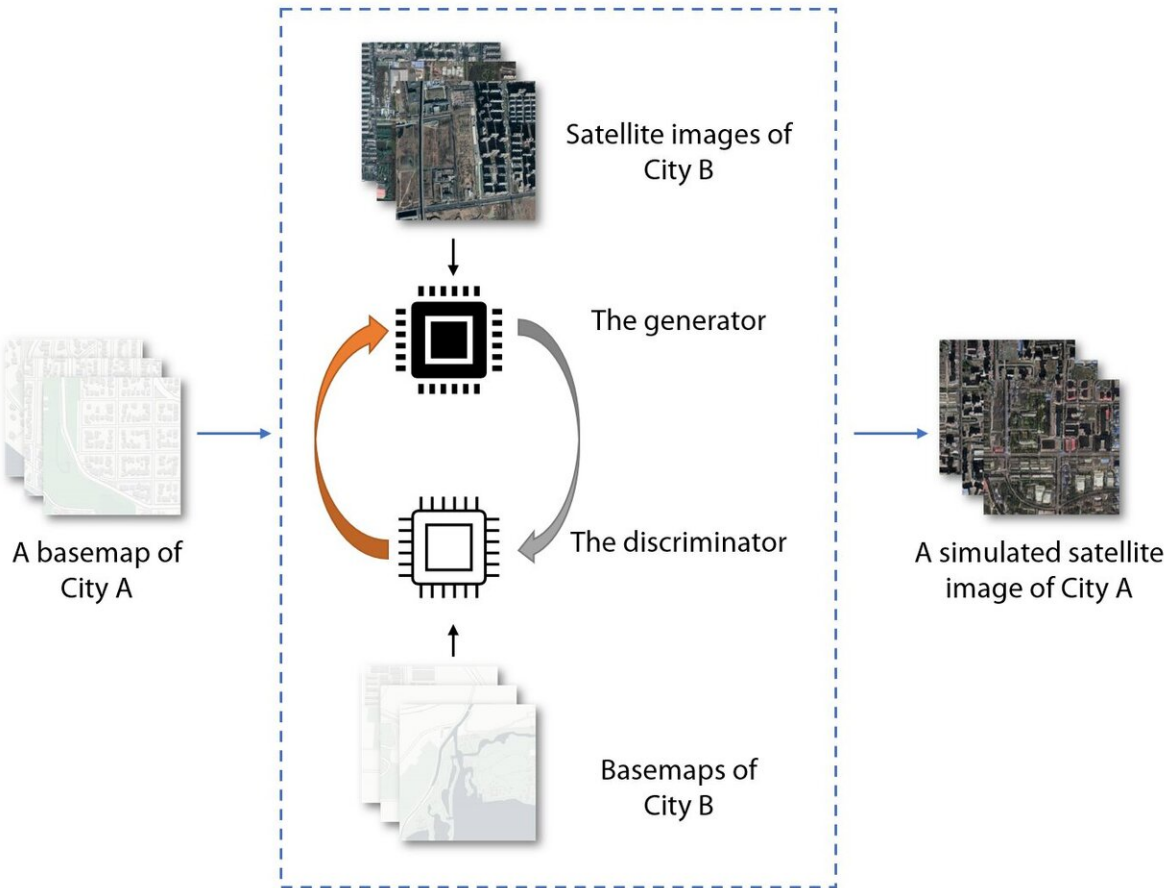 Satellite images of
City B
The generator
A basemap of
City A
The discriminator
A simulated satellite
image of City A
Basemaps of
City B